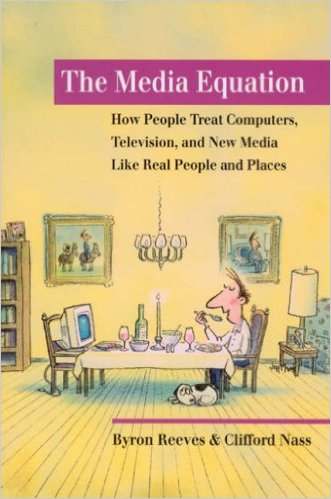 The Media Equation
How People Treat Computers,
Television, and New Media
Like Real People and Places
Byron Reeves & Clifford Nass